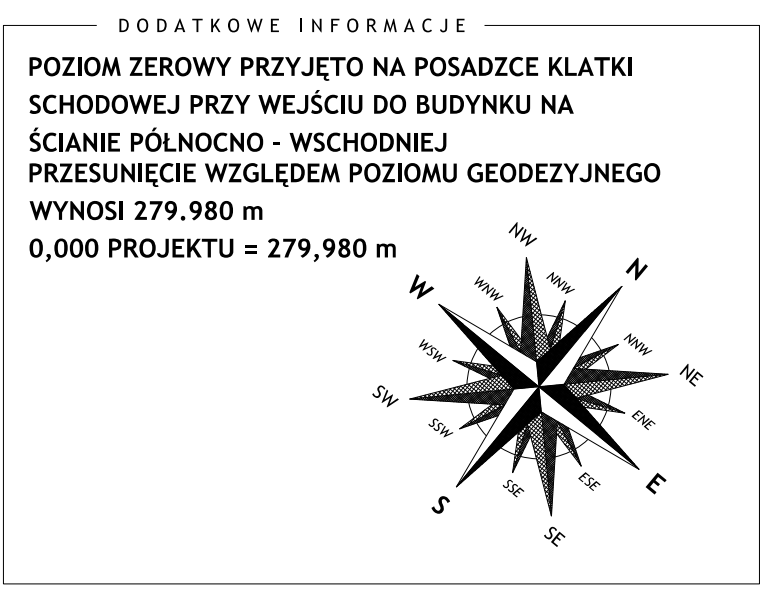 DODATKOWE INFORMACJE
POZIOM ZEROWY PRZYJĘTO NA POSADZCE KLATKI
SCHODOWEJ PRZY WEJŚCIU DO BUDYNKU NA
ŚCIANIE PÓŁNOCNO - WSCHODNIEJ
PRZESUNIĘCIE WZGLĘDEM POZIOMU GEODEZYJNEGO
WYNOSI 279.980 m
0,000 PROJEKTU = 279,980 m
NW
N
W
WNW
NNW
WSW
NNW
NE
SW
SSW
ENE
S
SSE
ESE
E
SE